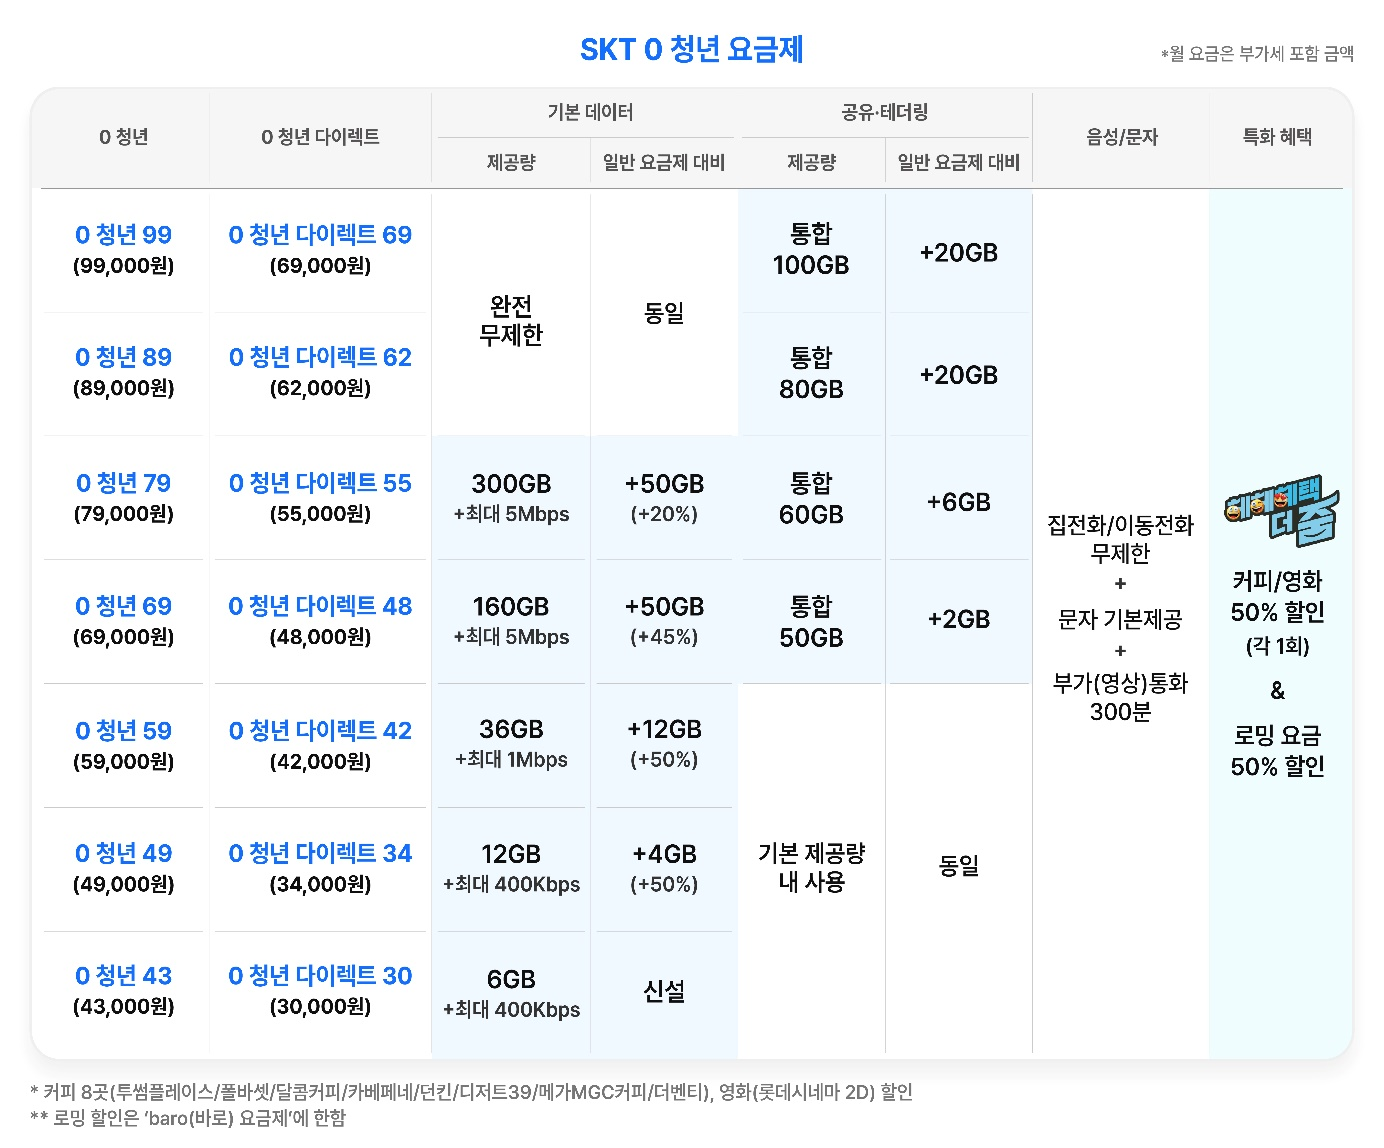 SKT 0 청년 요금제
*월 요금은 부가세 포함 금액
0 청년
0 청년 다이렉트
기본 데이터
공유·테더링
음성/문자
특화 혜택
제공량
일반 요금제 대비
제공량
일반 요금제 대비
0 청년 99
(99,000원)
0 청년 다이렉트 69
(69,000원)
완전
무제한
동일
통합
100GB
+20GB
0 청년 89
(89,000원)
0 청년 다이렉트 62
(62,000원)
통합
80GB
+20GB
0 청년 79
(79,000원)
0 청년 다이렉트 55
(55,000원)
300GB
+최대 5Mbps
+50GB
(+20%)
통합
60GB
+6GB
0 청년 69
(69,000원)
0 청년 다이렉트 48
(48,000원)
160GB
+최대 5Mbps
+50GB
(+45%)
통합
50GB
+2GB
0 청년 59
(59,000원)
0 청년 다이렉트 42
(42,000원)
36GB
+최대 1Mbps
+12GB
(+50%)
기본 제공량
내 사용
동일
0 청년 49
(49,000원)
0 청년 다이렉트 34
(34,000원)
12GB
+최대 400Kbps
+4GB
(+50%)
0 청년 43
(43,000원)
0 청년 다이렉트 30
(30,000원)
6GB
+최대 400Kbps
신설
집전화/이동전화
무제한
+
문자 기본제공
+
부가(영상)통화
300분
헤헤혜택
더줌
커피/영화
50% 할인
(각 1회)
&
로밍 요금
50% 할인
* 커피 8곳(투썸플레이스/폴바셋/달콤커피/카베페네/던킨/디저트39/메가MGC커피/더벤티), 영화(롯데시네마 2D) 할인
** 로밍 할인은 ‘baro(바로) 요금제‘에 한함